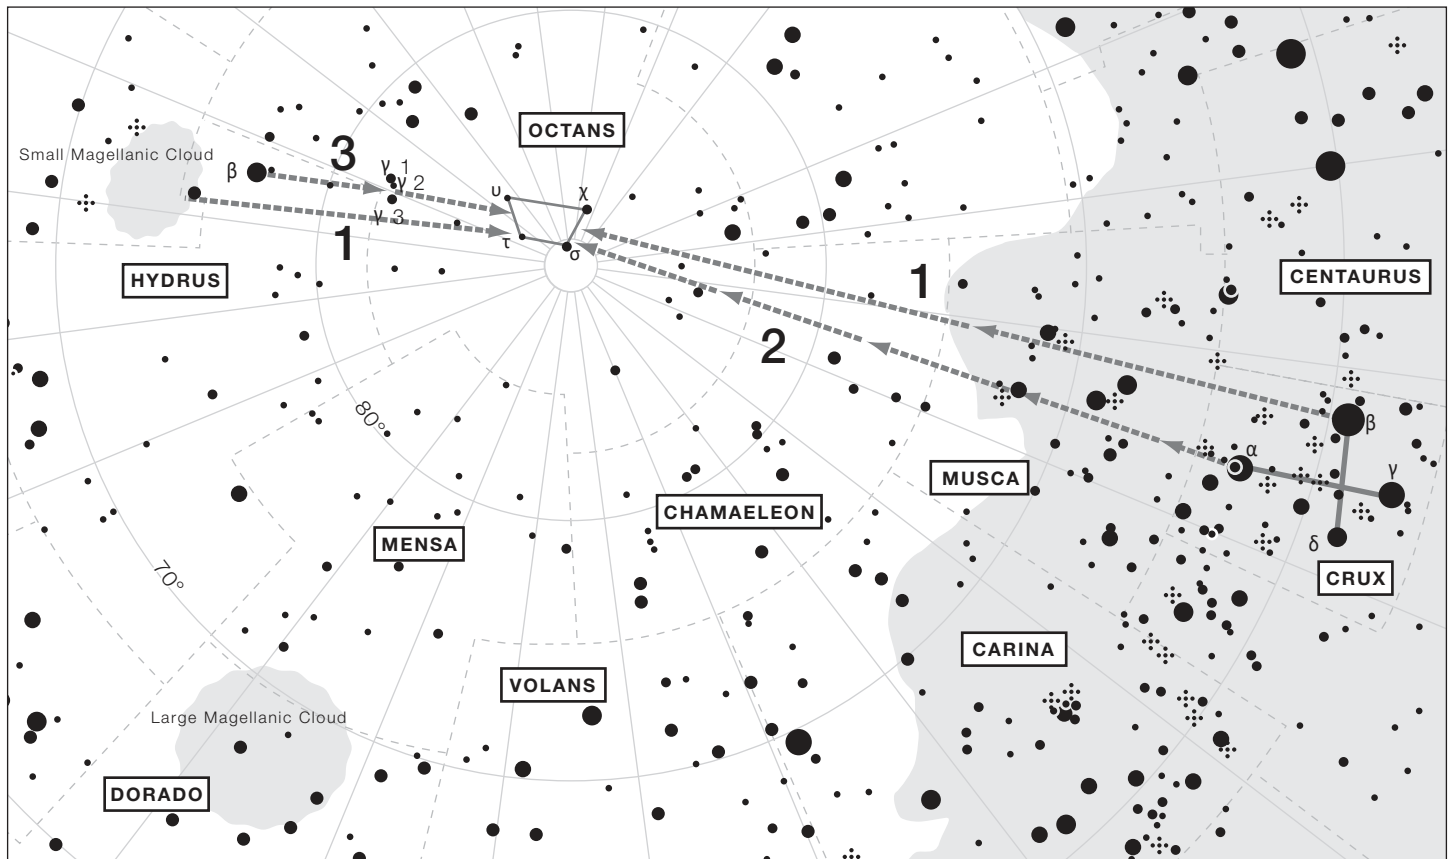 OCTANS
3
Small Magellanic Cloud
β
γ 1
γ 2
γ 3
1
υ
χ
τ
σ
HYDRUS
1
CENTAURUS
2
80°
β
α
γ
MUSCA
CHAMAELEON
MENSA
δ
70°
CRUX
CARINA
VOLANS
Large Magellanic Cloud
DORADO